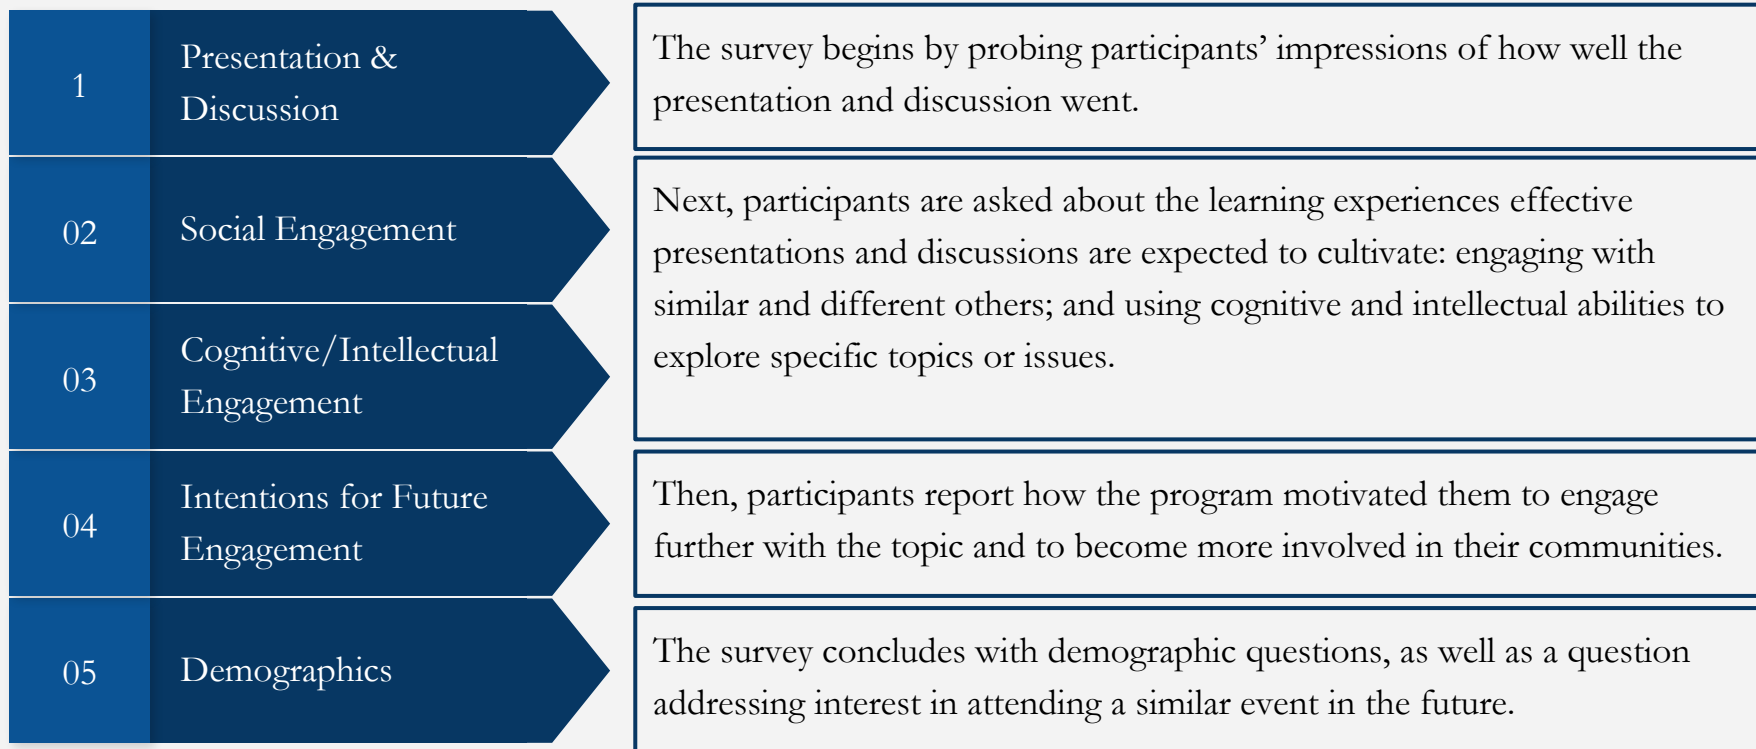 1
Presentation &
Discussion
The survey begins by probing participants’ impressions of how well the
presentation and discussion went.
02
Social Engagement
03
Cognitive/Intellectual
Engagement
Next, participants are asked about the learning experiences effective
presentations and discussions are expected to cultivate: engaging with
similar and different others; and using cognitive and intellectual abilities to
explore specific topics or issues.
04
Intentions for Future
Engagement
Then, participants report how the program motivated them to engage
further with the topic and to become more involved in their communities.
05
Demographics
The survey concludes with demographic questions, as well as a question
addressing interest in attending a similar event in the future.